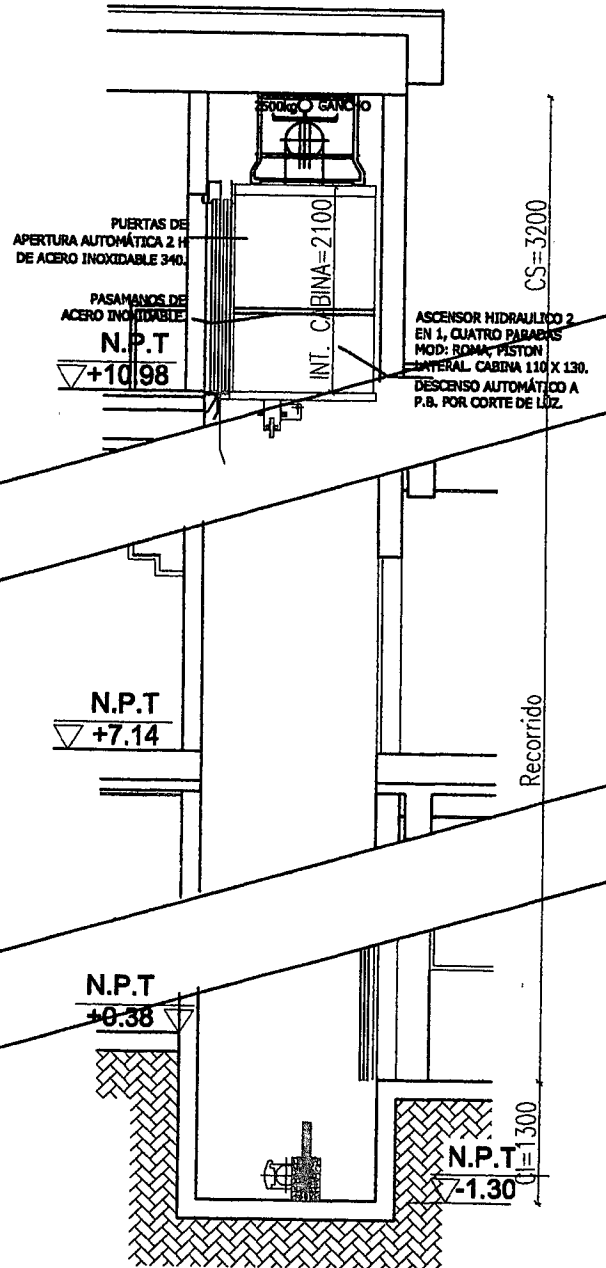 2500kg GANCHO
PUERTAS DE
APERTURA AUTOMÁTICA 2 H
DE ACERO INOXIDABLE 340.
PASAMANOS DE
ACERO INOXIDABLE
N.P.T
+10.98
INT. CABINA=2100
CS=3200
ASCENSOR HIDRAULICO 2
EN 1, CUATRO PARADAS
MOD: ROMA, PISTON
LATERAL. CABINA 110 X 130.
DESCENSO AUTOMÁTICO A
P.B. POR CORTE DE LUZ.
N.P.T
+7.14
Recorrido
N.P.T
+0.38
N.P.T
-1.30
CI=1300